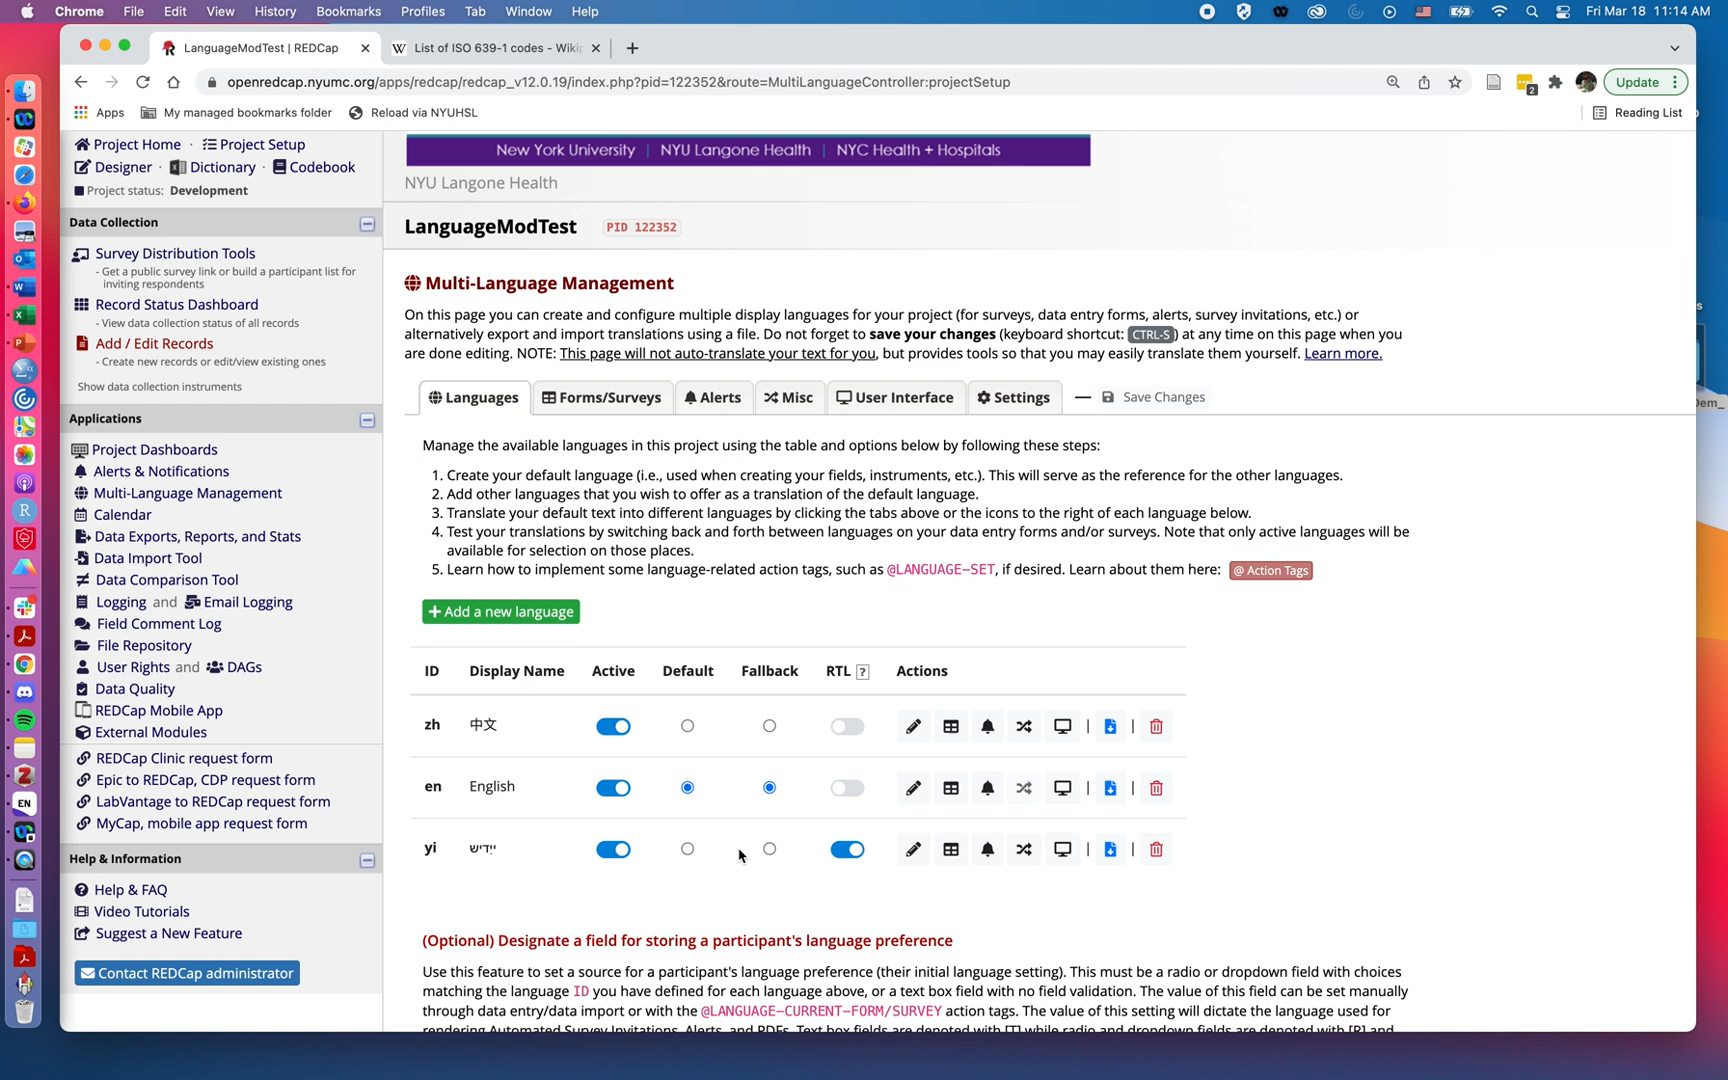 Chrome File Edit View History Bookmarks Profiles Tab Window Help Fri Mar 18 11:14 AM
LanguageModTest | REDCap List of ISO 639-1 codes - Wiki
openredcap.nyumc.org/apps/redcap/redcap_v12.0.19/index.php?pid=122352&route=MultiLanguageController:projectSetup 2 Update
Apps My managed bookmarks folder Reload via NYUHSL Reading List
Project Home · Project Setup
Designer · Dictionary · Codebook
Project status: Development
Data Collection
Survey Distribution Tools
- Get a public survey link or build a participant list for
inviting respondents
Record Status Dashboard
- View data collection status of all records
Add / Edit Records
- Create new records or edit/view existing ones
Show data collection instruments
Applications
Project Dashboards
Alerts & Notifications
Multi-Language Management
Calendar
Data Exports, Reports, and Stats
Data Import Tool
Data Comparison Tool
Logging and Email Logging
Field Comment Log
File Repository
User Rights and DAGs
Data Quality
REDCap Mobile App
External Modules
REDCap Clinic request form
Epic to REDCap, CDP request form
LabVantage to REDCap request form
MyCap, mobile app request form
Help & Information
Help & FAQ
Video Tutorials
Suggest a New Feature
Contact REDCap administrator
New York University | NYU Langone Health | NYC Health + Hospitals
NYU Langone Health
LanguageModTest PID 122352
Multi-Language Management
On this page you can create and configure multiple display languages for your project (for surveys, data entry forms, alerts, survey invitations, etc.) or
alternatively export and import translations using a file. Do not forget to save your changes (keyboard shortcut: CTRL-S) at any time on this page when you
are done editing. NOTE: This page will not auto-translate your text for you, but provides tools so that you may easily translate them yourself. Learn more.
Languages Forms/Surveys Alerts Misc User Interface Settings — Save Changes
Manage the available languages in this project using the table and options below by following these steps:
1. Create your default language (i.e., used when creating your fields, instruments, etc.). This will serve as the reference for the other languages.
2. Add other languages that you wish to offer as a translation of the default language.
3. Translate your default text into different languages by clicking the tabs above or the icons to the right of each language below.
4. Test your translations by switching back and forth between languages on your data entry forms and/or surveys. Note that only active languages will be
available for selection on those places.
5. Learn how to implement some language-related action tags, such as @LANGUAGE-SET, if desired. Learn about them here: @ Action Tags
+ Add a new language
ID Display Name Active Default Fallback RTL ? Actions
zh 中文
en English
yi ייִדיש
(Optional) Designate a field for storing a participant's language preference
Use this feature to set a source for a participant's language preference (their initial language setting). This must be a radio or dropdown field with choices
matching the language ID you have defined for each language above, or a text box field with no field validation. The value of this field can be set manually
through data entry/data import or with the @LANGUAGE-CURRENT-FORM/SURVEY action tags. The value of this setting will dictate the language used for
rendering Automated Survey Invitations, Alerts, and PDFs. Text box fields are denoted with [T] while radio and dropdown fields are denoted with [R] and